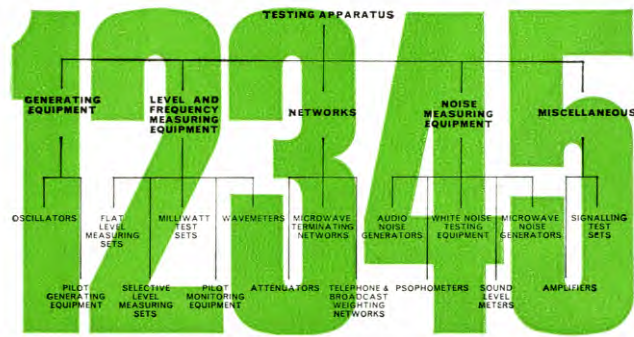 12345
TESTING APPARATUS
GENERATING
EQUIPMENT
LEVEL AND
FREQUENCY
MEASURING
EQUIPMENT
NETWORKS
NOISE
MEASURING
EQUIPMENT
MISCELLANEOUS
OSCILLATORS
FLAT
LEVEL
MEASURING
SETS
MILLIWATT
TEST
SETS
WAVEMETERS
MICROWAVE
TERMINATING
NETWORKS
AUDIO
NOISE
GENERATORS
WHITE NOISE
TESTING
EQUIPMENT
MICROWAVE
NOISE
GENERATORS
SIGNALLING
TEST
SETS
PILOT
GENERATING
EQUIPMENT
SELECTIVE
LEVEL
MEASURING
SETS
PILOT
MONITORING
EQUIPMENT
ATTENUATORS
TELEPHONE &
BROADCAST
WEIGHTING
NETWORKS
PSOPHOMETERS
SOUND
LEVEL
METERS
AMPLIFIERS